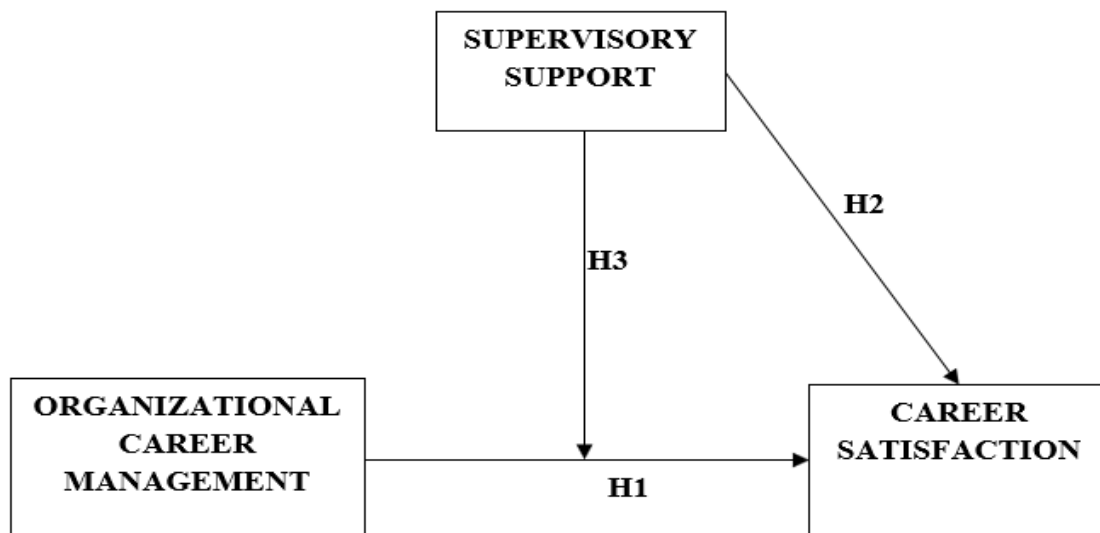 SUPERVISORY
SUPPORT
H2
H3
ORGANIZATIONAL
CAREER
MANAGEMENT
CAREER
SATISFACTION
H1